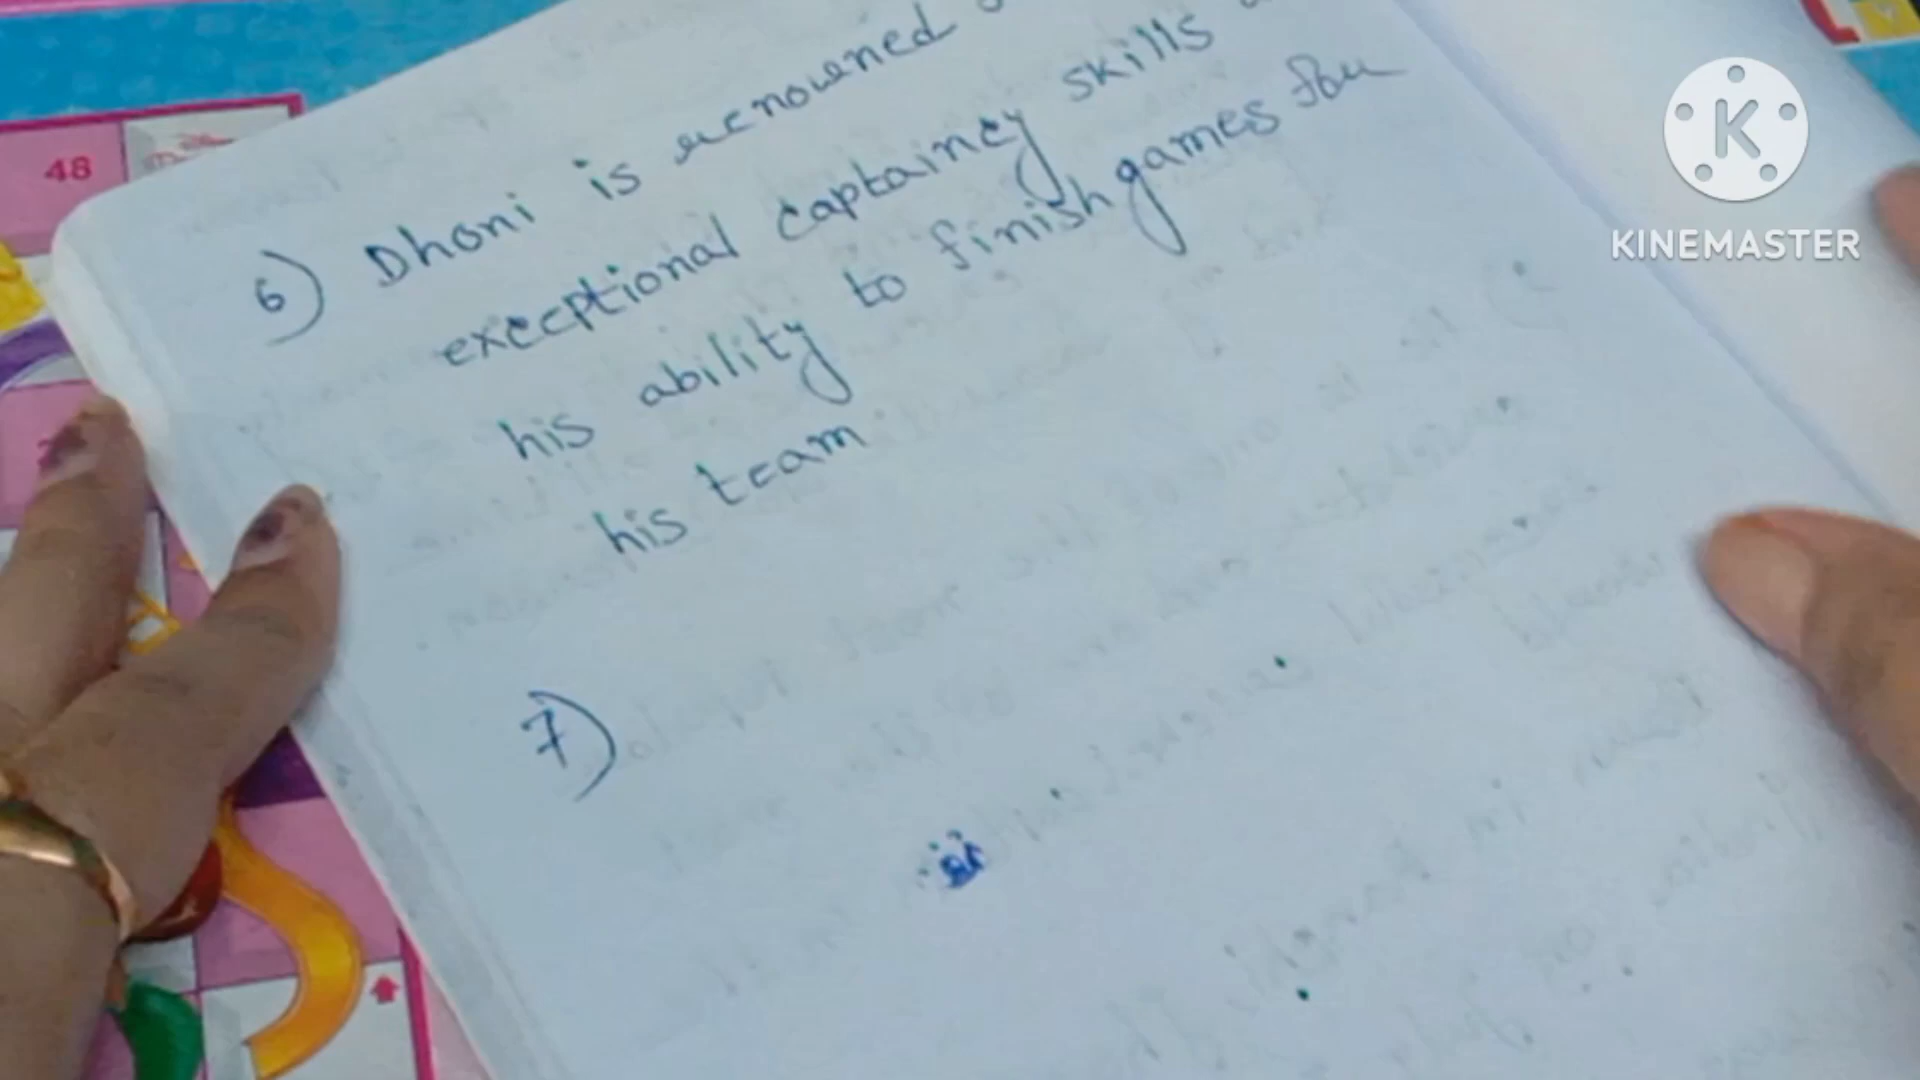 6) Dhoni is renowned
exceptional captaincy skills
his ability to finish games for
his team
7)
48
KINEMASTER